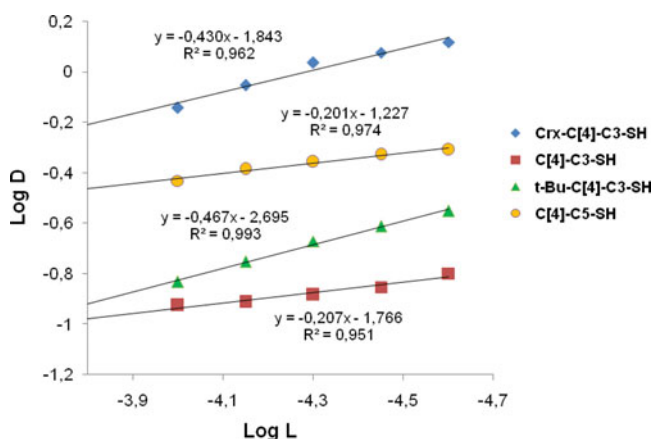 0,2
y = -0,430x - 1,843
R² = 0,962
0
y = -0,201x - 1,227
R² = 0,974
-0,2
Log D
-0,4
-0,6
y = -0,467x - 2,695
R² = 0,993
-0,8
-1
y = -0,207x - 1,766
R² = 0,951
-1,2
-3,9
-4,1
-4,3
-4,5
-4,7
Log L
Crx-C[4]-C3-SH
C[4]-C3-SH
t-Bu-C[4]-C3-SH
C[4]-C5-SH